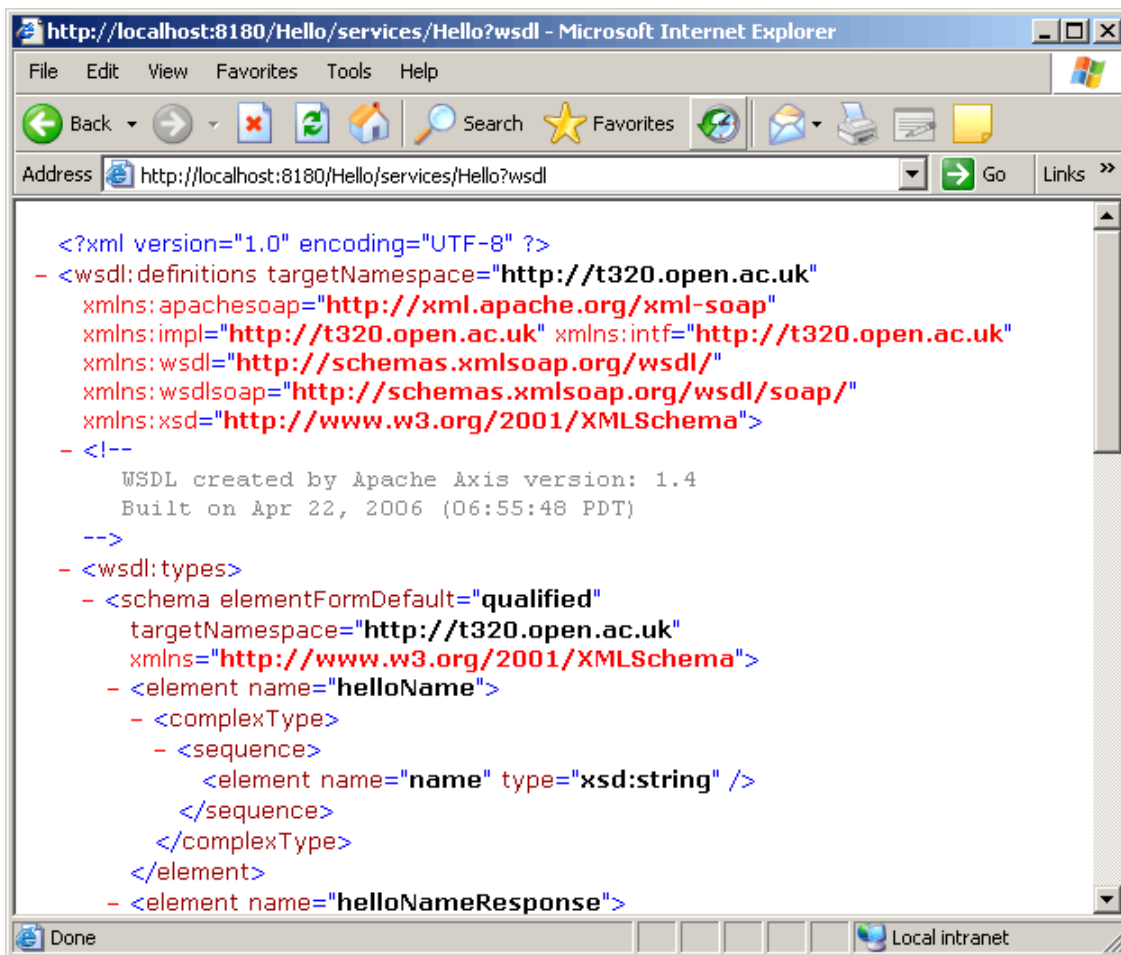 http://localhost:8180/Hello/services/Hello?wsdl - Microsoft Internet Explorer
File Edit View Favorites Tools Help
Back Search Favorites
Address http://localhost:8180/Hello/services/Hello?wsdl Go Links »
<?xml version="1.0" encoding="UTF-8" ?>
- <wsdl:definitions targetNamespace="http://t320.open.ac.uk"
xmlns:apachesoap="http://xml.apache.org/xml-soap"
xmlns:impl="http://t320.open.ac.uk" xmlns:intf="http://t320.open.ac.uk"
xmlns:wsdl="http://schemas.xmlsoap.org/wsdl/"
xmlns:wsdlsoap="http://schemas.xmlsoap.org/wsdl/soap/"
xmlns:xsd="http://www.w3.org/2001/XMLSchema">
- <!--
WSDL created by Apache Axis version: 1.4
Built on Apr 22, 2006 (06:55:48 PDT)
-->
- <wsdl:types>
- <schema elementFormDefault="qualified"
targetNamespace="http://t320.open.ac.uk"
xmlns="http://www.w3.org/2001/XMLSchema">
- <element name="helloName">
- <complexType>
- <sequence>
<element name="name" type="xsd:string" />
</sequence>
</complexType>
</element>
- <element name="helloNameResponse">
Done Local intranet